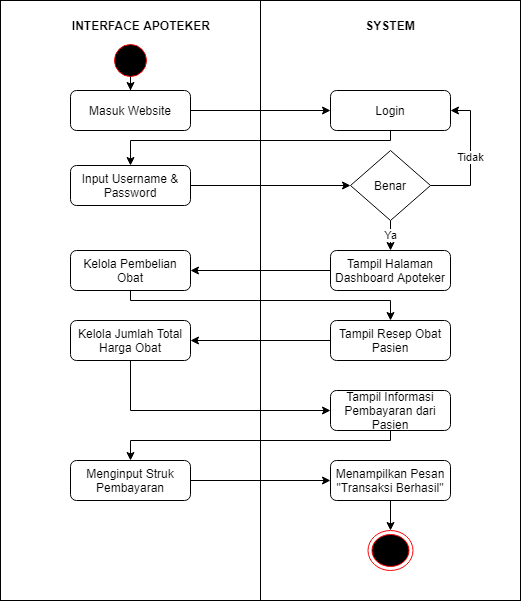 INTERFACE APOTEKER
SYSTEM
Masuk Website
Login
Tidak
Input Username &
Password
Benar
Ya
Kelola Pembelian
Obat
Tampil Halaman
Dashboard Apoteker
Kelola Jumlah Total
Harga Obat
Tampil Resep Obat
Pasien
Tampil Informasi
Pembayaran dari
Pasien
Menginput Struk
Pembayaran
Menampilkan Pesan
"Transaksi Berhasil"